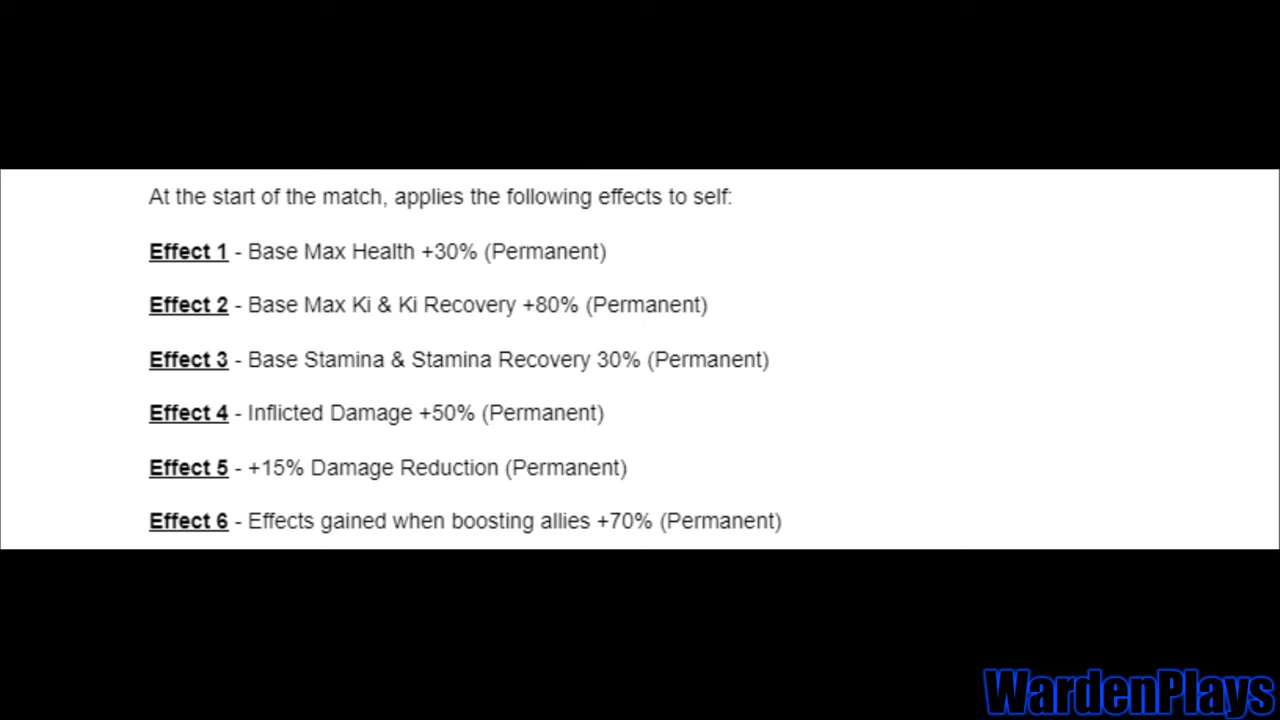 At the start of the match, applies the following effects to self:
Effect 1 - Base Max Health +30% (Permanent)
Effect 2 - Base Max Ki & Ki Recovery +80% (Permanent)
Effect 3 - Base Stamina & Stamina Recovery 30% (Permanent)
Effect 4 - Inflicted Damage +50% (Permanent)
Effect 5 - +15% Damage Reduction (Permanent)
Effect 6 - Effects gained when boosting allies +70% (Permanent)
WardenPlays